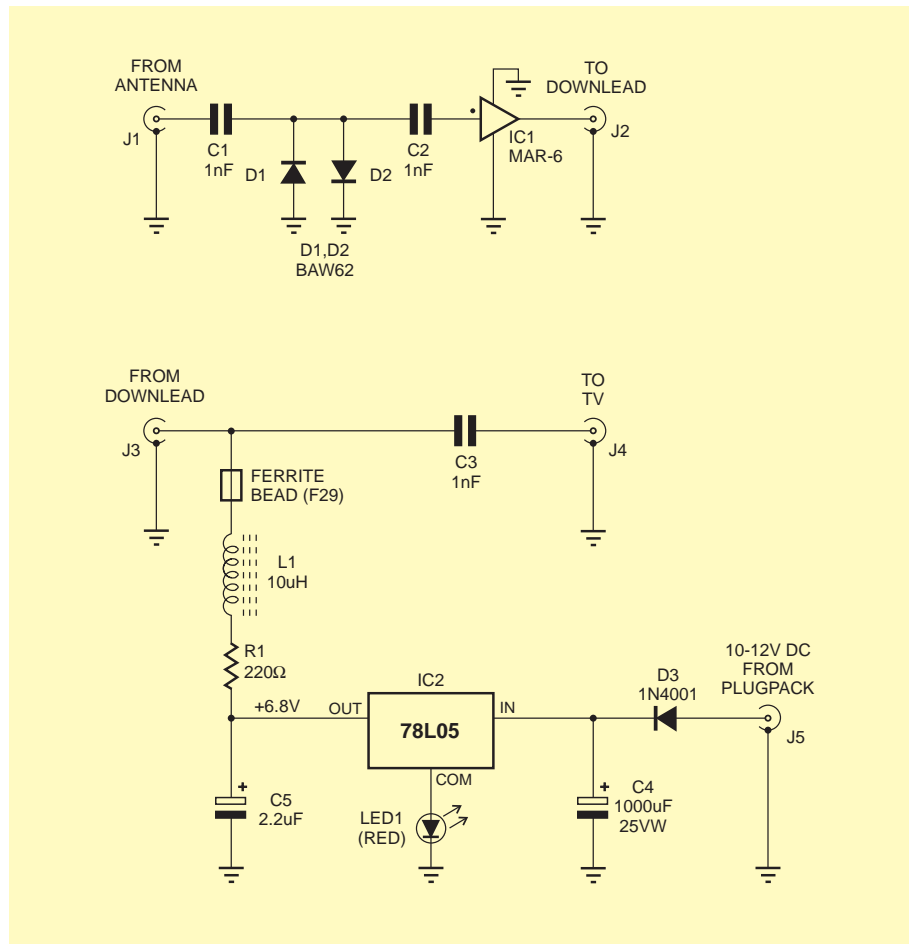 FROM
ANTENNA
J1
C1
1nF
D1
D2
D1,D2
BAW62
C2
1nF
IC1
MAR-6
TO
DOWNLEAD
J2
FROM
DOWNLEAD
J3
FERRITE
BEAD (F29)
L1
10uH
R1
220Ω
C3
1nF
TO
TV
J4
+6.8V
OUT
IC2
78L05
IN
COM
D3
1N4001
10-12V DC
FROM
PLUGPACK
J5
+
C5
2.2uF
LED1
(RED)
+
C4
1000uF
25VW